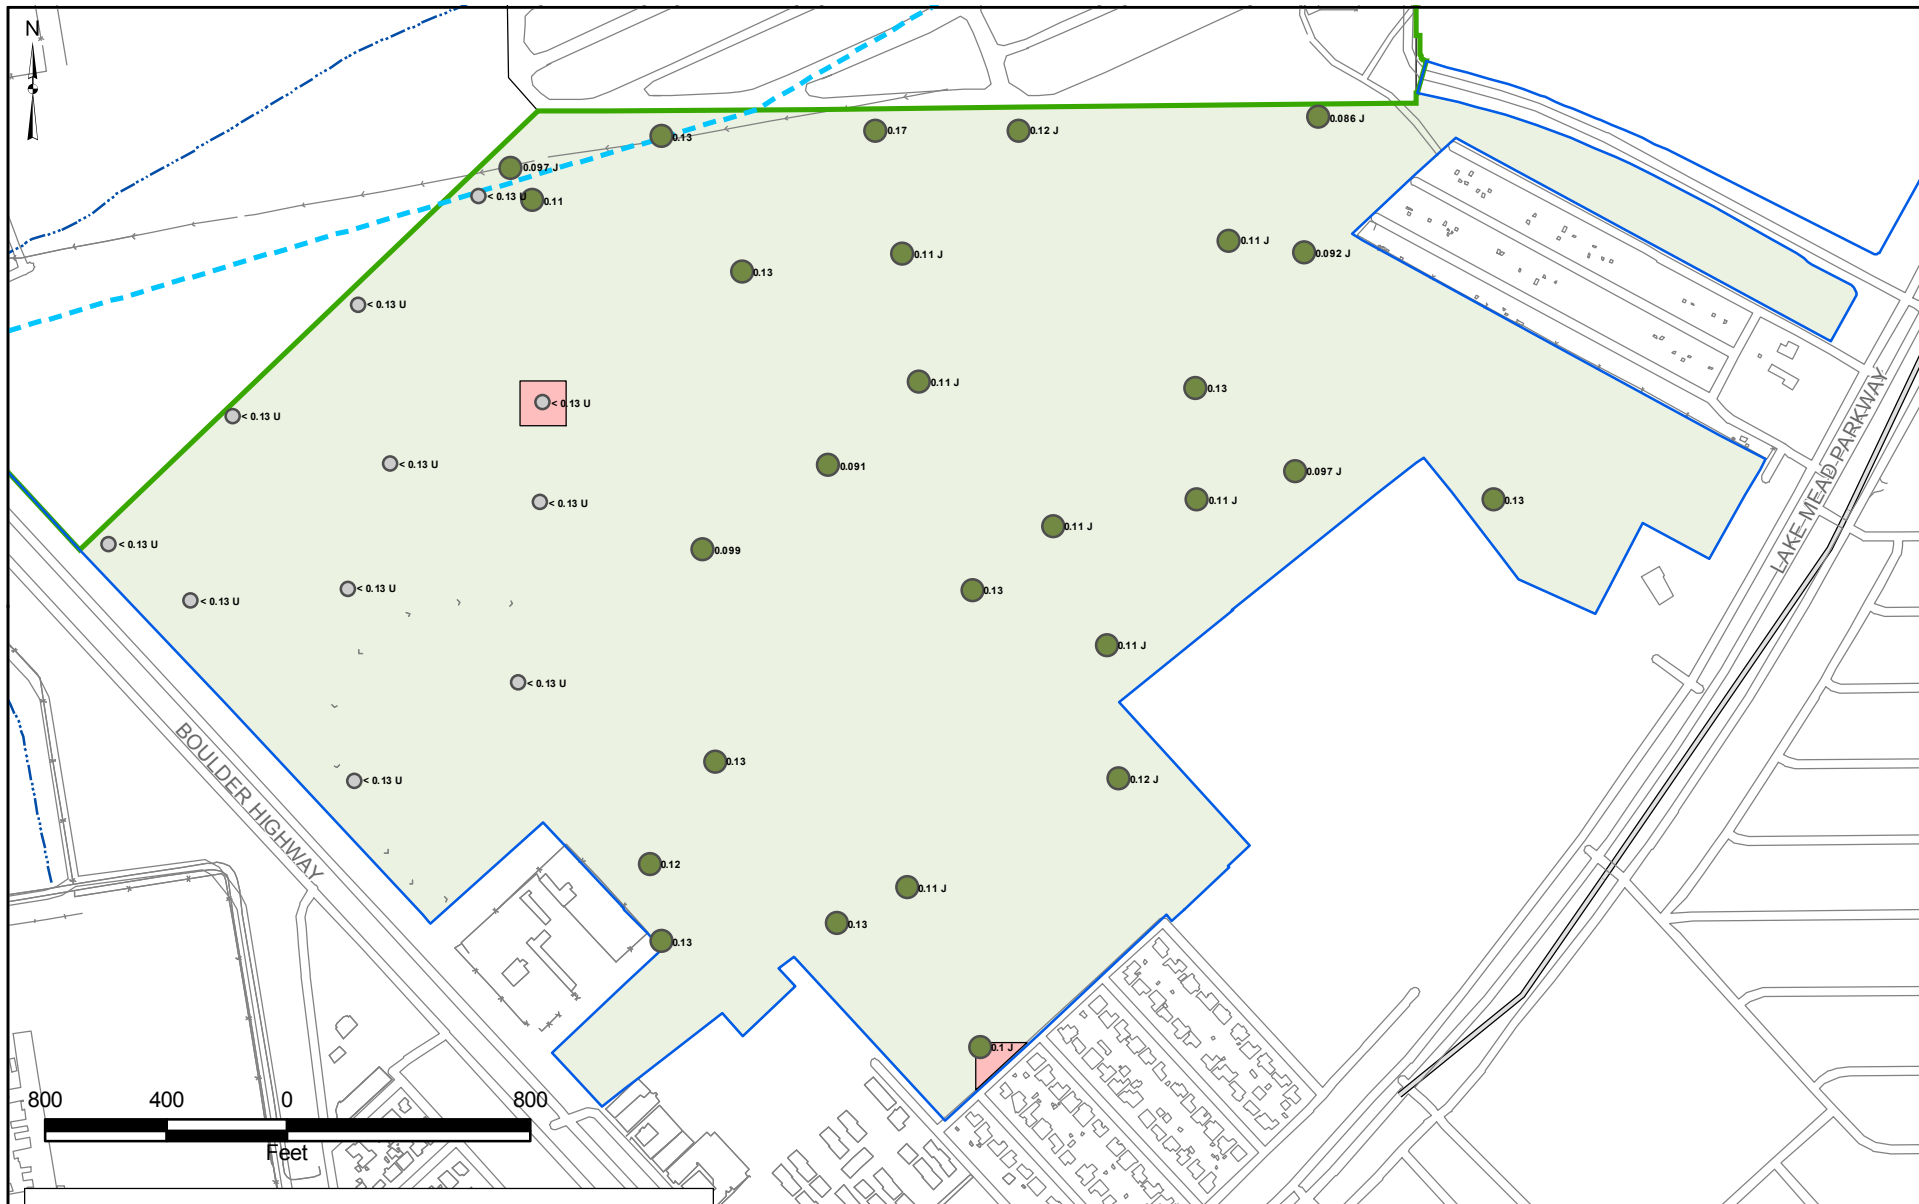 N
0.086 J
0.13
0.17
0.12 J
0.097 J
< 0.13 U
0.11
0.11 J
0.11 J
0.092 J
0.13
< 0.13 U
0.11 J
0.13
< 0.13 U
< 0.13 U
< 0.13 U
0.091
0.097 J
< 0.13 U
0.11 J
0.13
0.11 J
< 0.13 U
0.099
< 0.13 U
0.13
< 0.13 U
0.11 J
< 0.13 U
0.13
0.12 J
< 0.13 U
0.12
0.11 J
0.13
0.13
0.1 J
LAKE MEAD PARKWAY
BOULDER HIGHWAY
800 400 0 800
Feet